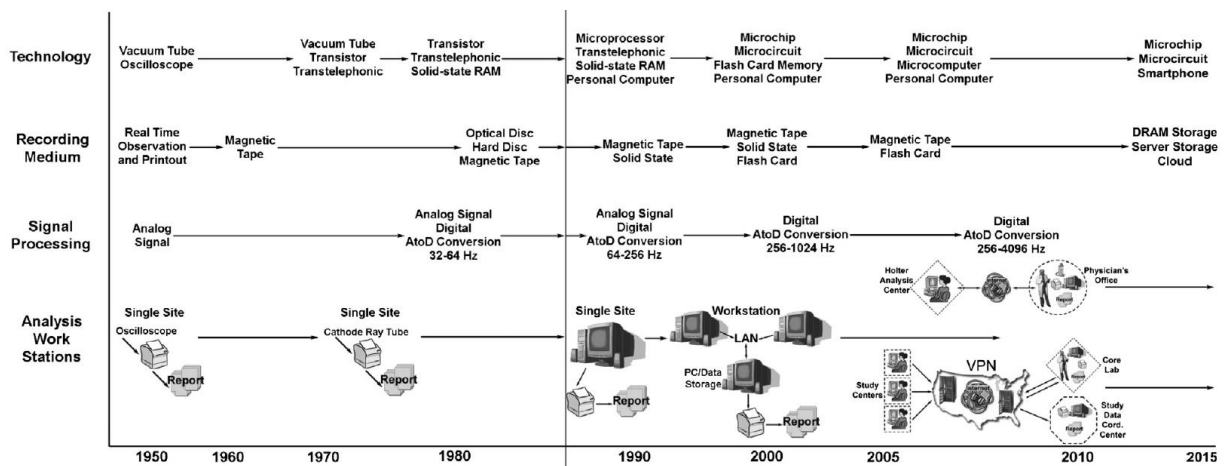 Technology
Vacuum Tube
Oscilloscope
Vacuum Tube
Transistor
Transtelephonic
Transistor
Transtelephonic
Solid-state RAM
Microprocessor
Transtelephonic
Solid-state RAM
Personal Computer
Microchip
Microcircuit
Flash Card Memory
Personal Computer
Microchip
Microcircuit
Microcomputer
Personal Computer
Microchip
Microcircuit
Smartphone
Recording
Medium
Real Time
Observation
and Printout
Magnetic
Tape
Optical Disc
Hard Disc
Magnetic Tape
Magnetic Tape
Solid State
Magnetic Tape
Solid State
Flash Card
Magnetic Tape
Flash Card
DRAM Storage
Server Storage
Cloud
Signal
Processing
Analog
Signal
Analog Signal
Digital
AtoD Conversion
32-64 Hz
Analog Signal
Digital
AtoD Conversion
64-256 Hz
Digital
AtoD Conversion
256-1024 Hz
Digital
AtoD Conversion
256-4096 Hz
Analysis
Work
Stations
Single Site
Oscilloscope
Report
Single Site
Cathode Ray Tube
Report
Single Site
Report
Workstation
LAN
PC/Data
Storage
Report
Holter
Analysis
Center
Internet
Report
Physician's
Office
Study
Centers
VPN
Internet
Report
Core
Lab
Report
Study
Data
Cord.
Center
1950
1960
1970
1980
1990
2000
2005
2010
2015